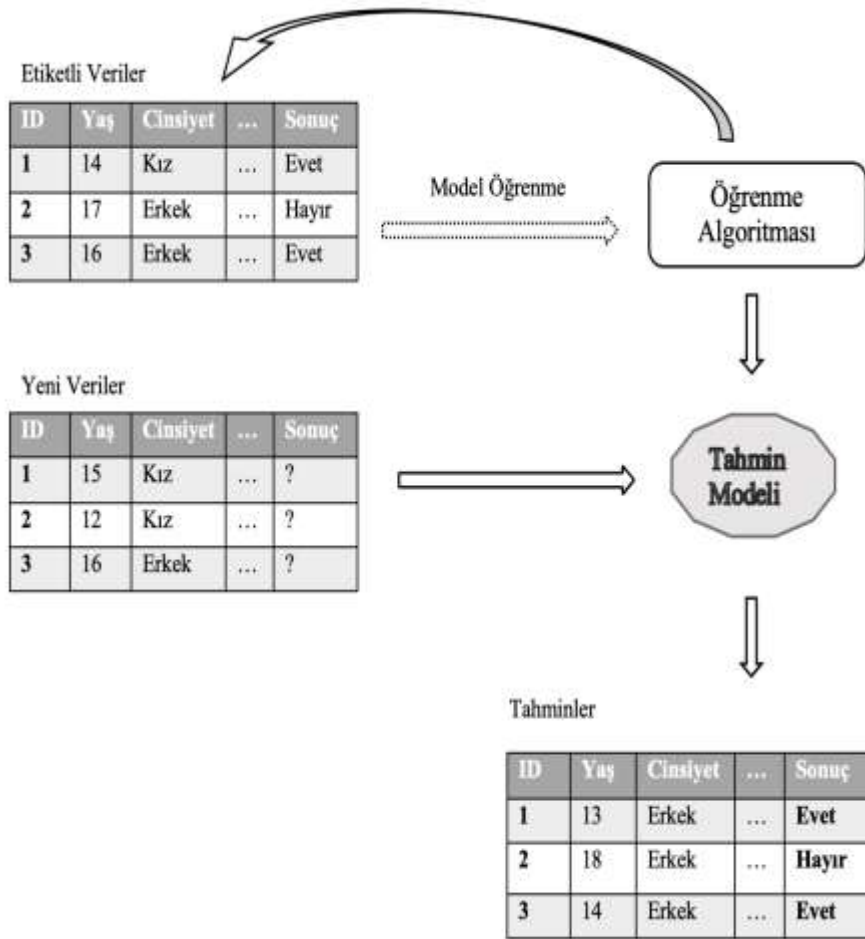 Etiketli Veriler
ID Yaş Cinsiyet ... Sonuç
1 14 Kız ... Evet
2 17 Erkek ... Hayır
3 16 Erkek ... Evet
Model Öğrenme
Öğrenme
Algoritması
Yeni Veriler
ID Yaş Cinsiyet ... Sonuç
1 15 Kız ... ?
2 12 Kız ... ?
3 16 Erkek ... ?
Tahmin
Modeli
Tahminler
ID Yaş Cinsiyet ... Sonuç
1 13 Erkek ... Evet
2 18 Erkek ... Hayır
3 14 Erkek ... Evet